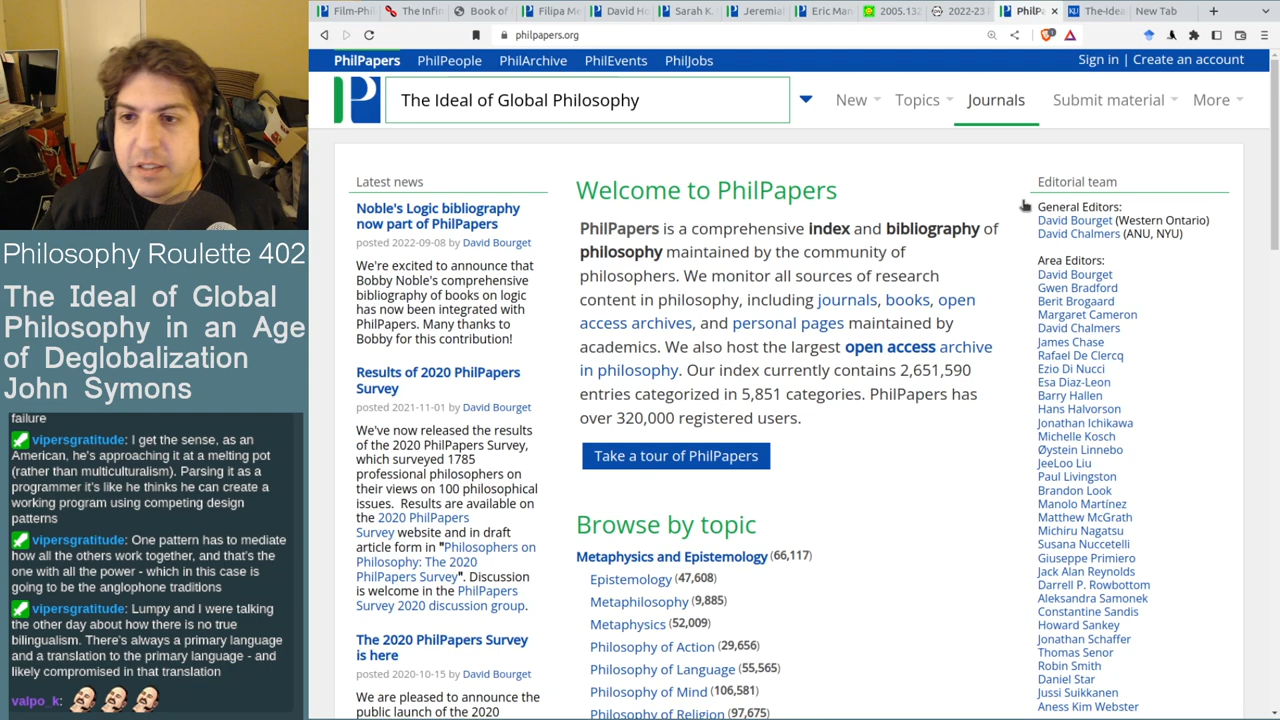 Film-Phi
The Infin
Book of
Filipa Me
David Ho
Sarah K.
Jeremia
Eric Man
2005.132
2022-23
PhilPa
The-Idea
New Tab
philpapers.org
PhilPapers
PhilPeople
PhilArchive
PhilEvents
PhilJobs
Sign in | Create an account
The Ideal of Global Philosophy
New
Topics
Journals
Submit material
More
Latest news
Noble's Logic bibliography
now part of PhilPapers
posted 2022-09-08 by David Bourget
We're excited to announce that
Bobby Noble's comprehensive
bibliography of books on logic
has now been integrated with
PhilPapers. Many thanks to
Bobby for this contribution!
Results of 2020 PhilPapers
Survey
posted 2021-11-01 by David Bourget
We've now released the results
of the 2020 PhilPapers Survey,
which surveyed 1785
professional philosophers on
their views on 100 philosophical
issues. Results are available on
the 2020 PhilPapers
Survey website and in draft
article form in "Philosophers on
Philosophy: The 2020
PhilPapers Survey". Discussion
is welcome in the PhilPapers
Survey 2020 discussion group.
The 2020 PhilPapers Survey
is here
posted 2020-10-15 by David Bourget
We are pleased to announce the
public launch of the 2020
Welcome to PhilPapers
PhilPapers is a comprehensive index and bibliography of
philosophy maintained by the community of
philosophers. We monitor all sources of research
content in philosophy, including journals, books, open
access archives, and personal pages maintained by
academics. We also host the largest open access archive
in philosophy. Our index currently contains 2,651,590
entries categorized in 5,851 categories. PhilPapers has
over 320,000 registered users.
Take a tour of PhilPapers
Browse by topic
Metaphysics and Epistemology (66,117)
Epistemology (47,608)
Metaphilosophy (9,885)
Metaphysics (52,009)
Philosophy of Action (29,656)
Philosophy of Language (55,565)
Philosophy of Mind (106,581)
Philosophy of Religion (97,675)
Editorial team
General Editors:
David Bourget (Western Ontario)
David Chalmers (ANU, NYU)
Area Editors:
David Bourget
Gwen Bradford
Berit Brogaard
Margaret Cameron
David Chalmers
James Chase
Rafael De Clercq
Ezio Di Nucci
Esa Diaz-Leon
Barry Hallen
Hans Halvorson
Jonathan Ichikawa
Michelle Kosch
Øystein Linnebo
JeeLoo Liu
Paul Livingston
Brandon Look
Manolo Martínez
Matthew McGrath
Michiru Nagatsu
Susana Nuccetelli
Giuseppe Primiero
Jack Alan Reynolds
Darrell P. Rowbottom
Aleksandra Samonek
Constantine Sandis
Howard Sankey
Jonathan Schaffer
Thomas Senor
Robin Smith
Daniel Star
Jussi Suikkanen
Aness Kim Webster
Philosophy Roulette 402
The Ideal of Global
Philosophy in an Age
of Deglobalization
John Symons
failure
vipersgratitude: I get the sense, as an
American, he's approaching it at a melting pot
(rather than multiculturalism). Parsing it as a
programmer it's like he thinks he can create a
working program using competing design
patterns
vipersgratitude: One pattern has to mediate
how all the others work together, and that's the
one with all the power - which in this case is
going to be the anglophone traditions
vipersgratitude: Lumpy and I were talking
the other day about how there is no true
bilingualism. There's always a primary language
and a translation to the primary language - and
likely compromised in that translation
valpo_k: